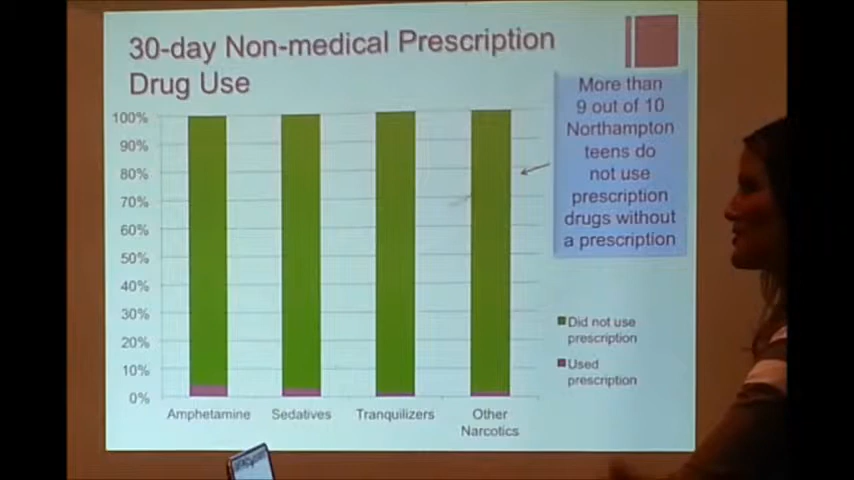 30-day Non-medical Prescription
Drug Use
More than
9 out of 10
Northampton
teens do
not use
prescription
drugs without
a prescription
100%
90%
80%
70%
60%
50%
40%
30%
20%
10%
0%
Amphetamine
Sedatives
Tranquilizers
Other
Narcotics
Did not use
prescription
Used
prescription